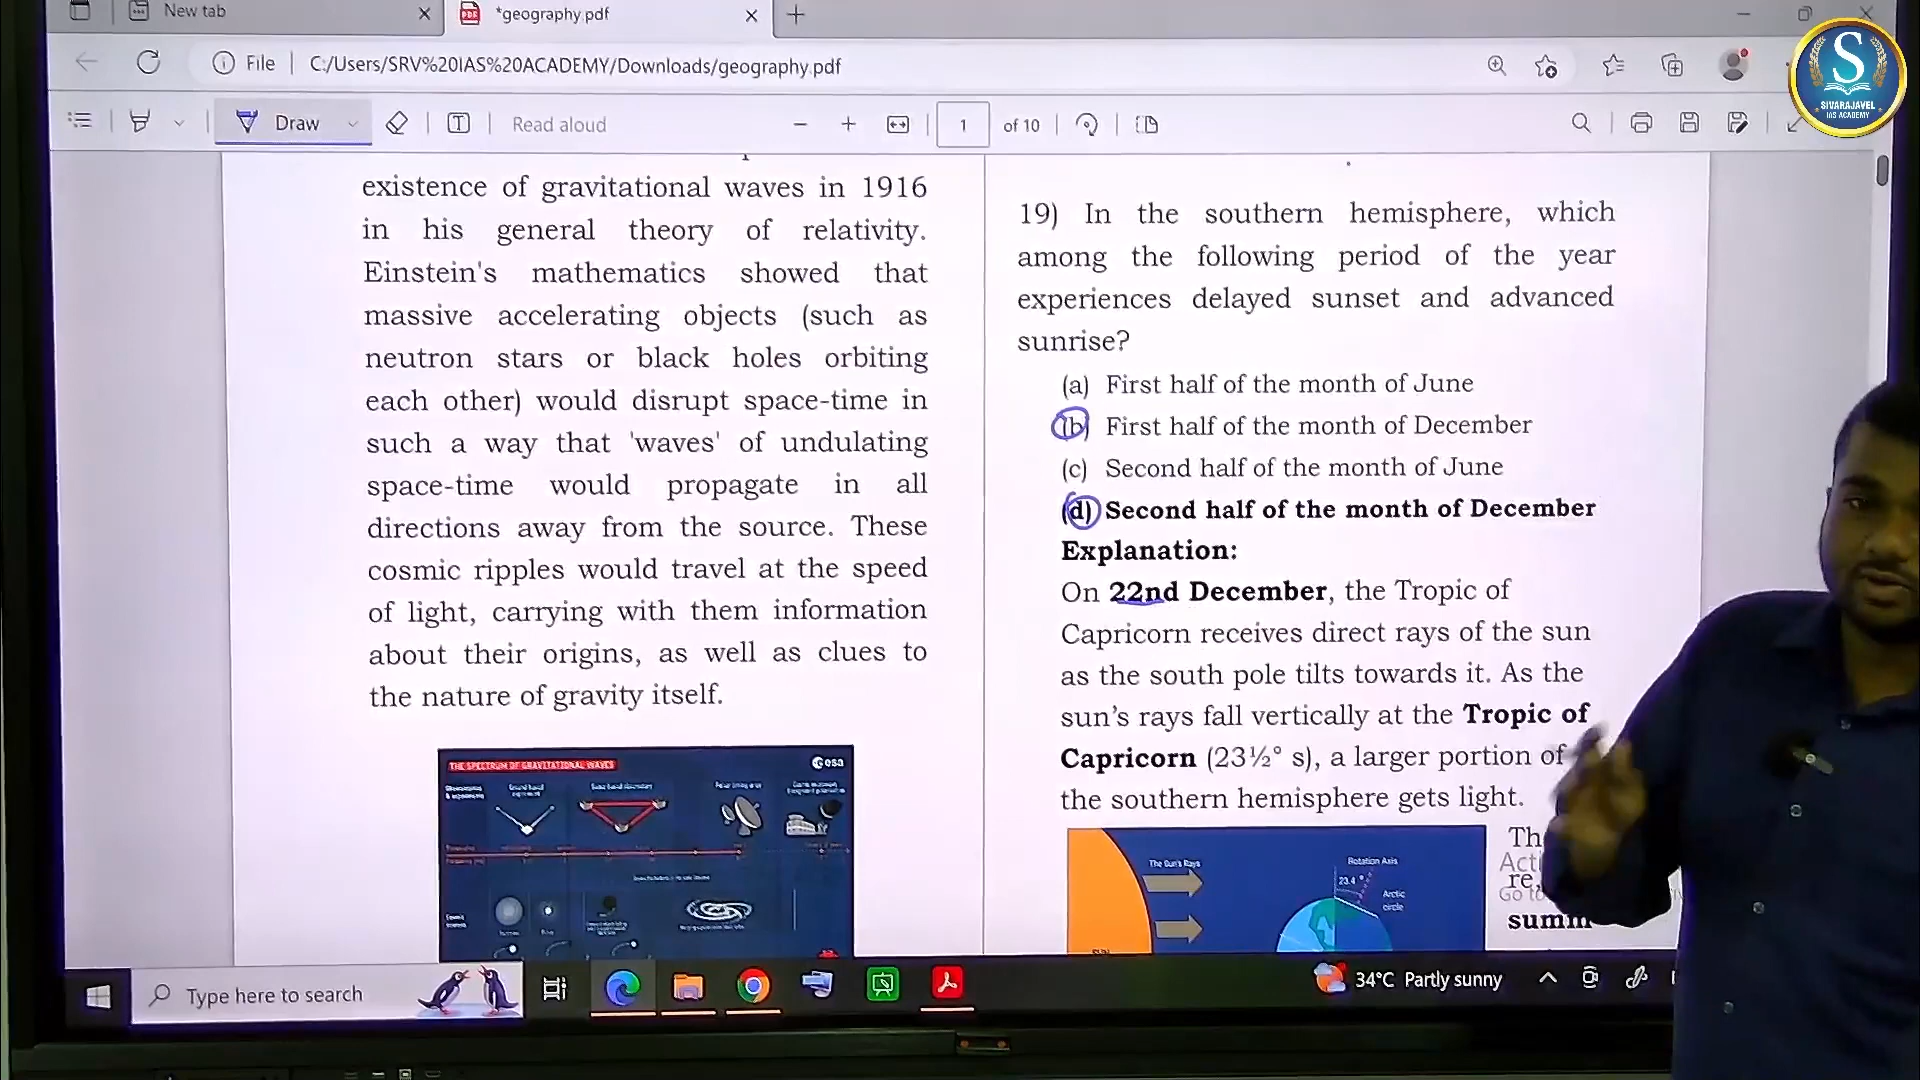 New tab
*geography.pdf
File
C:/Users/SRV%20IAS%20ACADEMY/Downloads/geography.pdf
S
SIVARAJAVEL
IAS ACADEMY
Draw
Read aloud
1
of 10
existence of gravitational waves in 1916
in his general theory of relativity.
Einstein's mathematics showed that
massive accelerating objects (such as
neutron stars or black holes orbiting
each other) would disrupt space-time in
such a way that 'waves' of undulating
space-time would propagate in all
directions away from the source. These
cosmic ripples would travel at the speed
of light, carrying with them information
about their origins, as well as clues to
the nature of gravity itself.
THE SPECTRUM OF GRAVITATIONAL WAVES
esa
19) In the southern hemisphere, which
among the following period of the year
experiences delayed sunset and advanced
sunrise?
(a) First half of the month of June
(b) First half of the month of December
(c) Second half of the month of June
(d) Second half of the month of December
Explanation:
On 22nd December, the Tropic of
Capricorn receives direct rays of the sun
as the south pole tilts towards it. As the
sun's rays fall vertically at the Tropic of
Capricorn (23½° s), a larger portion of
the southern hemisphere gets light.
The Sun's Rays
Rotation Axis
23.4°
Arctic
circle
Th
Acti
re,
Go to
summ
Type here to search
34°C Partly sunny